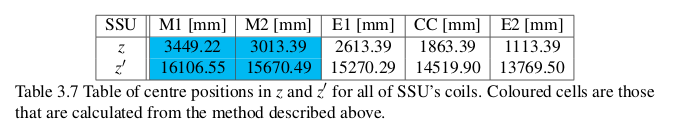 SSU M1 [mm] M2 [mm] E1 [mm] CC [mm] E2 [mm]
z 3449.22 3013.39 2613.39 1863.39 1113.39
z′ 16106.55 15670.49 15270.29 14519.90 13769.50
Table 3.7 Table of centre positions in z and z′ for all of SSU's coils. Coloured cells are those
that are calculated from the method described above.